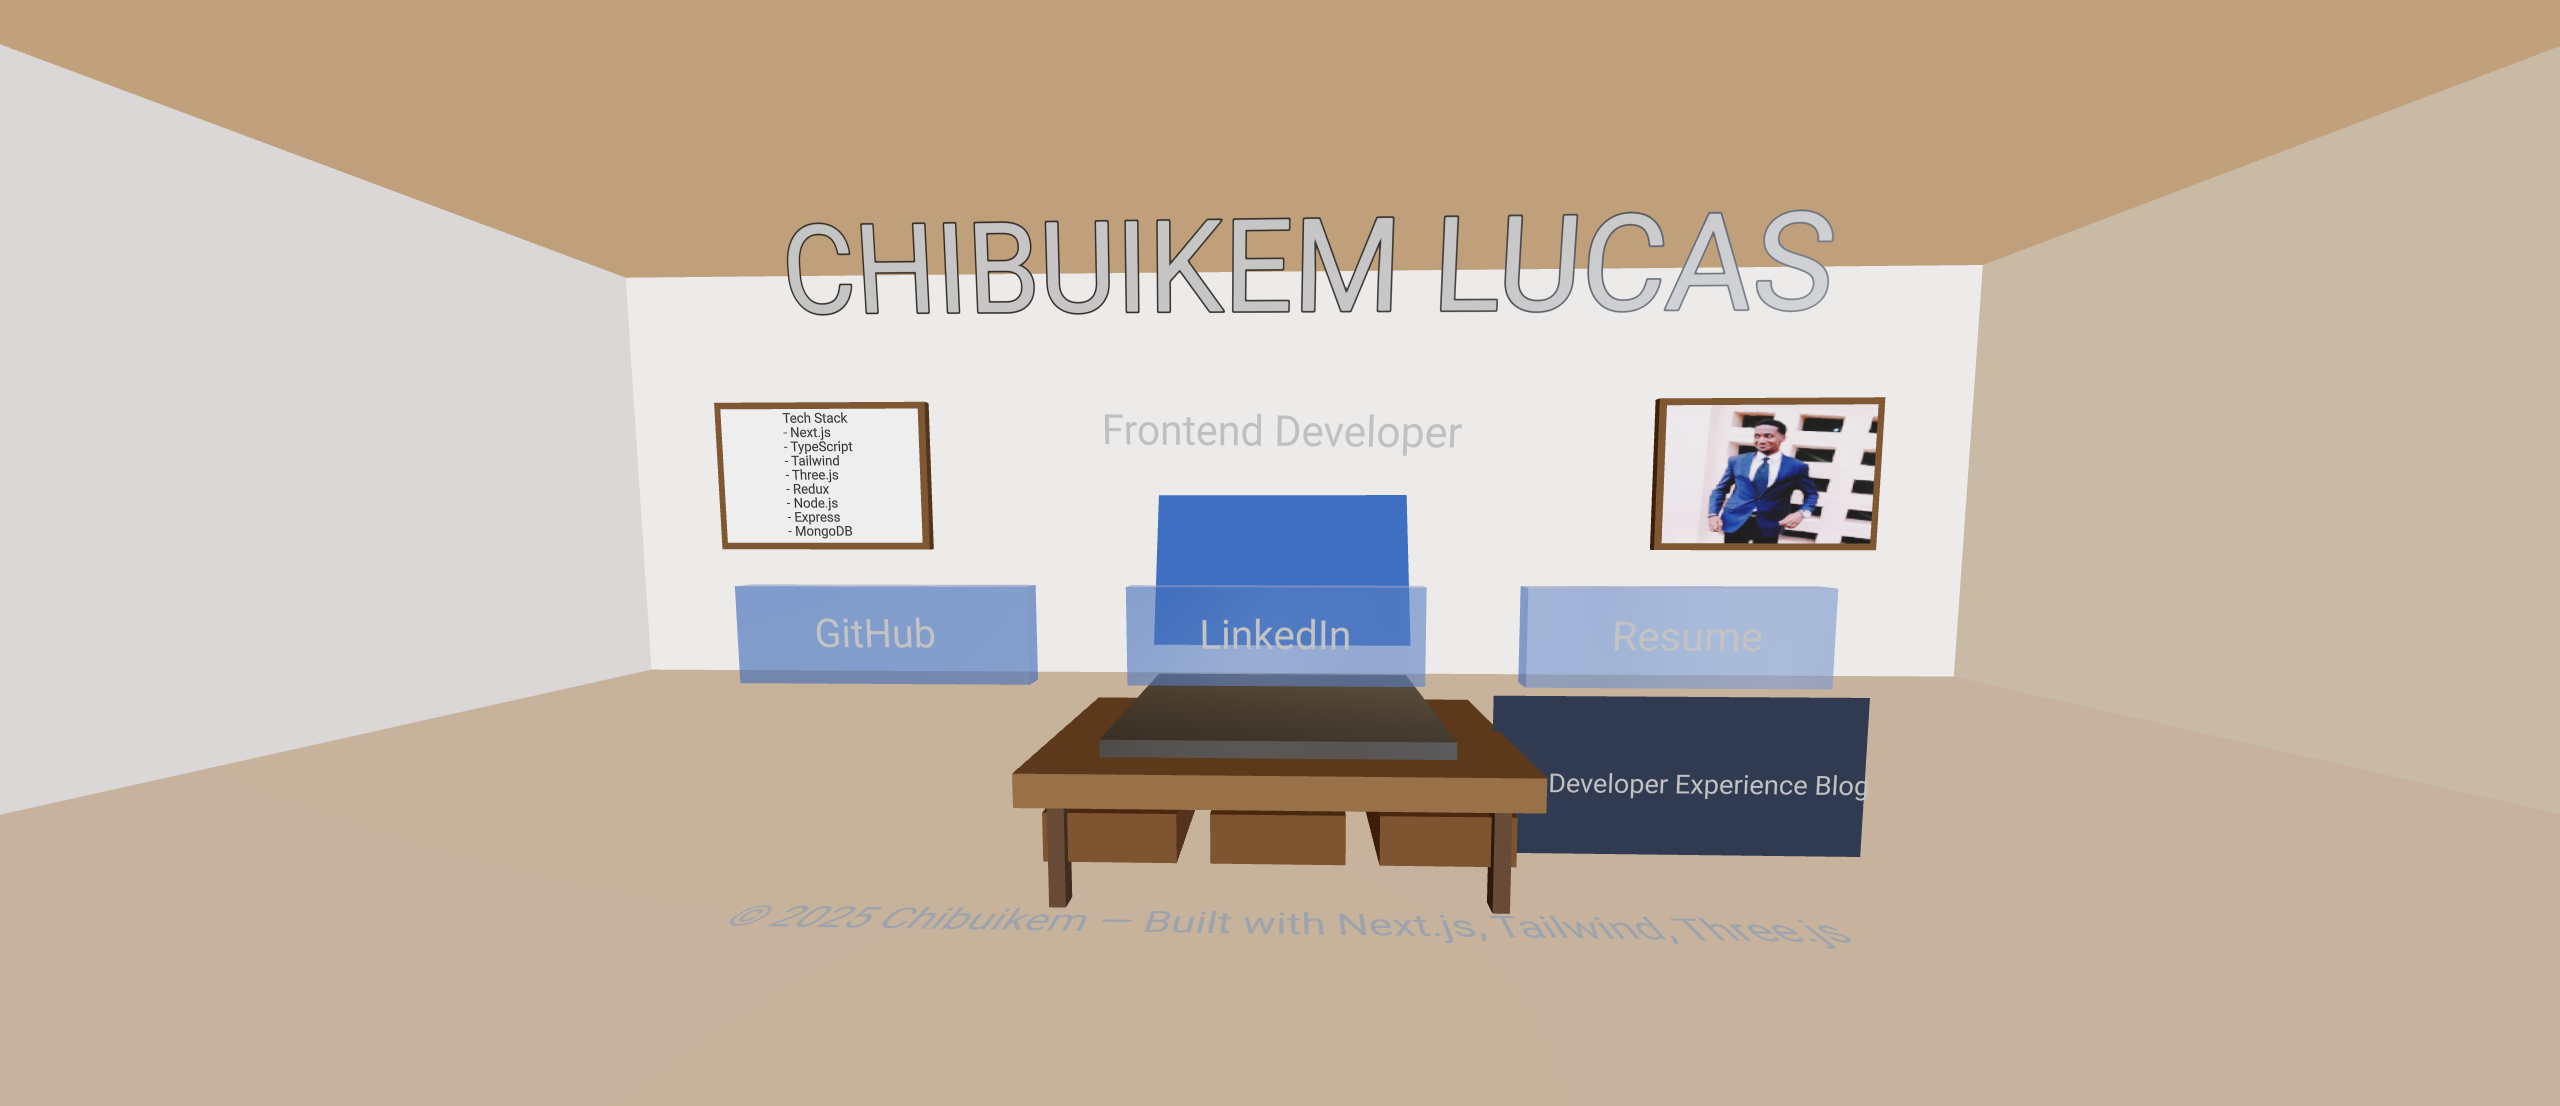 CHIBUIKEM LUCAS
Frontend Developer
Tech Stack
- Next.js
- TypeScript
- Tailwind
- Three.js
- Redux
- Node.js
- Express
- MongoDB
GitHub
LinkedIn
Resume
Developer Experience Blog
© 2025 Chibuikem — Built with Next.js, Tailwind, Three.js